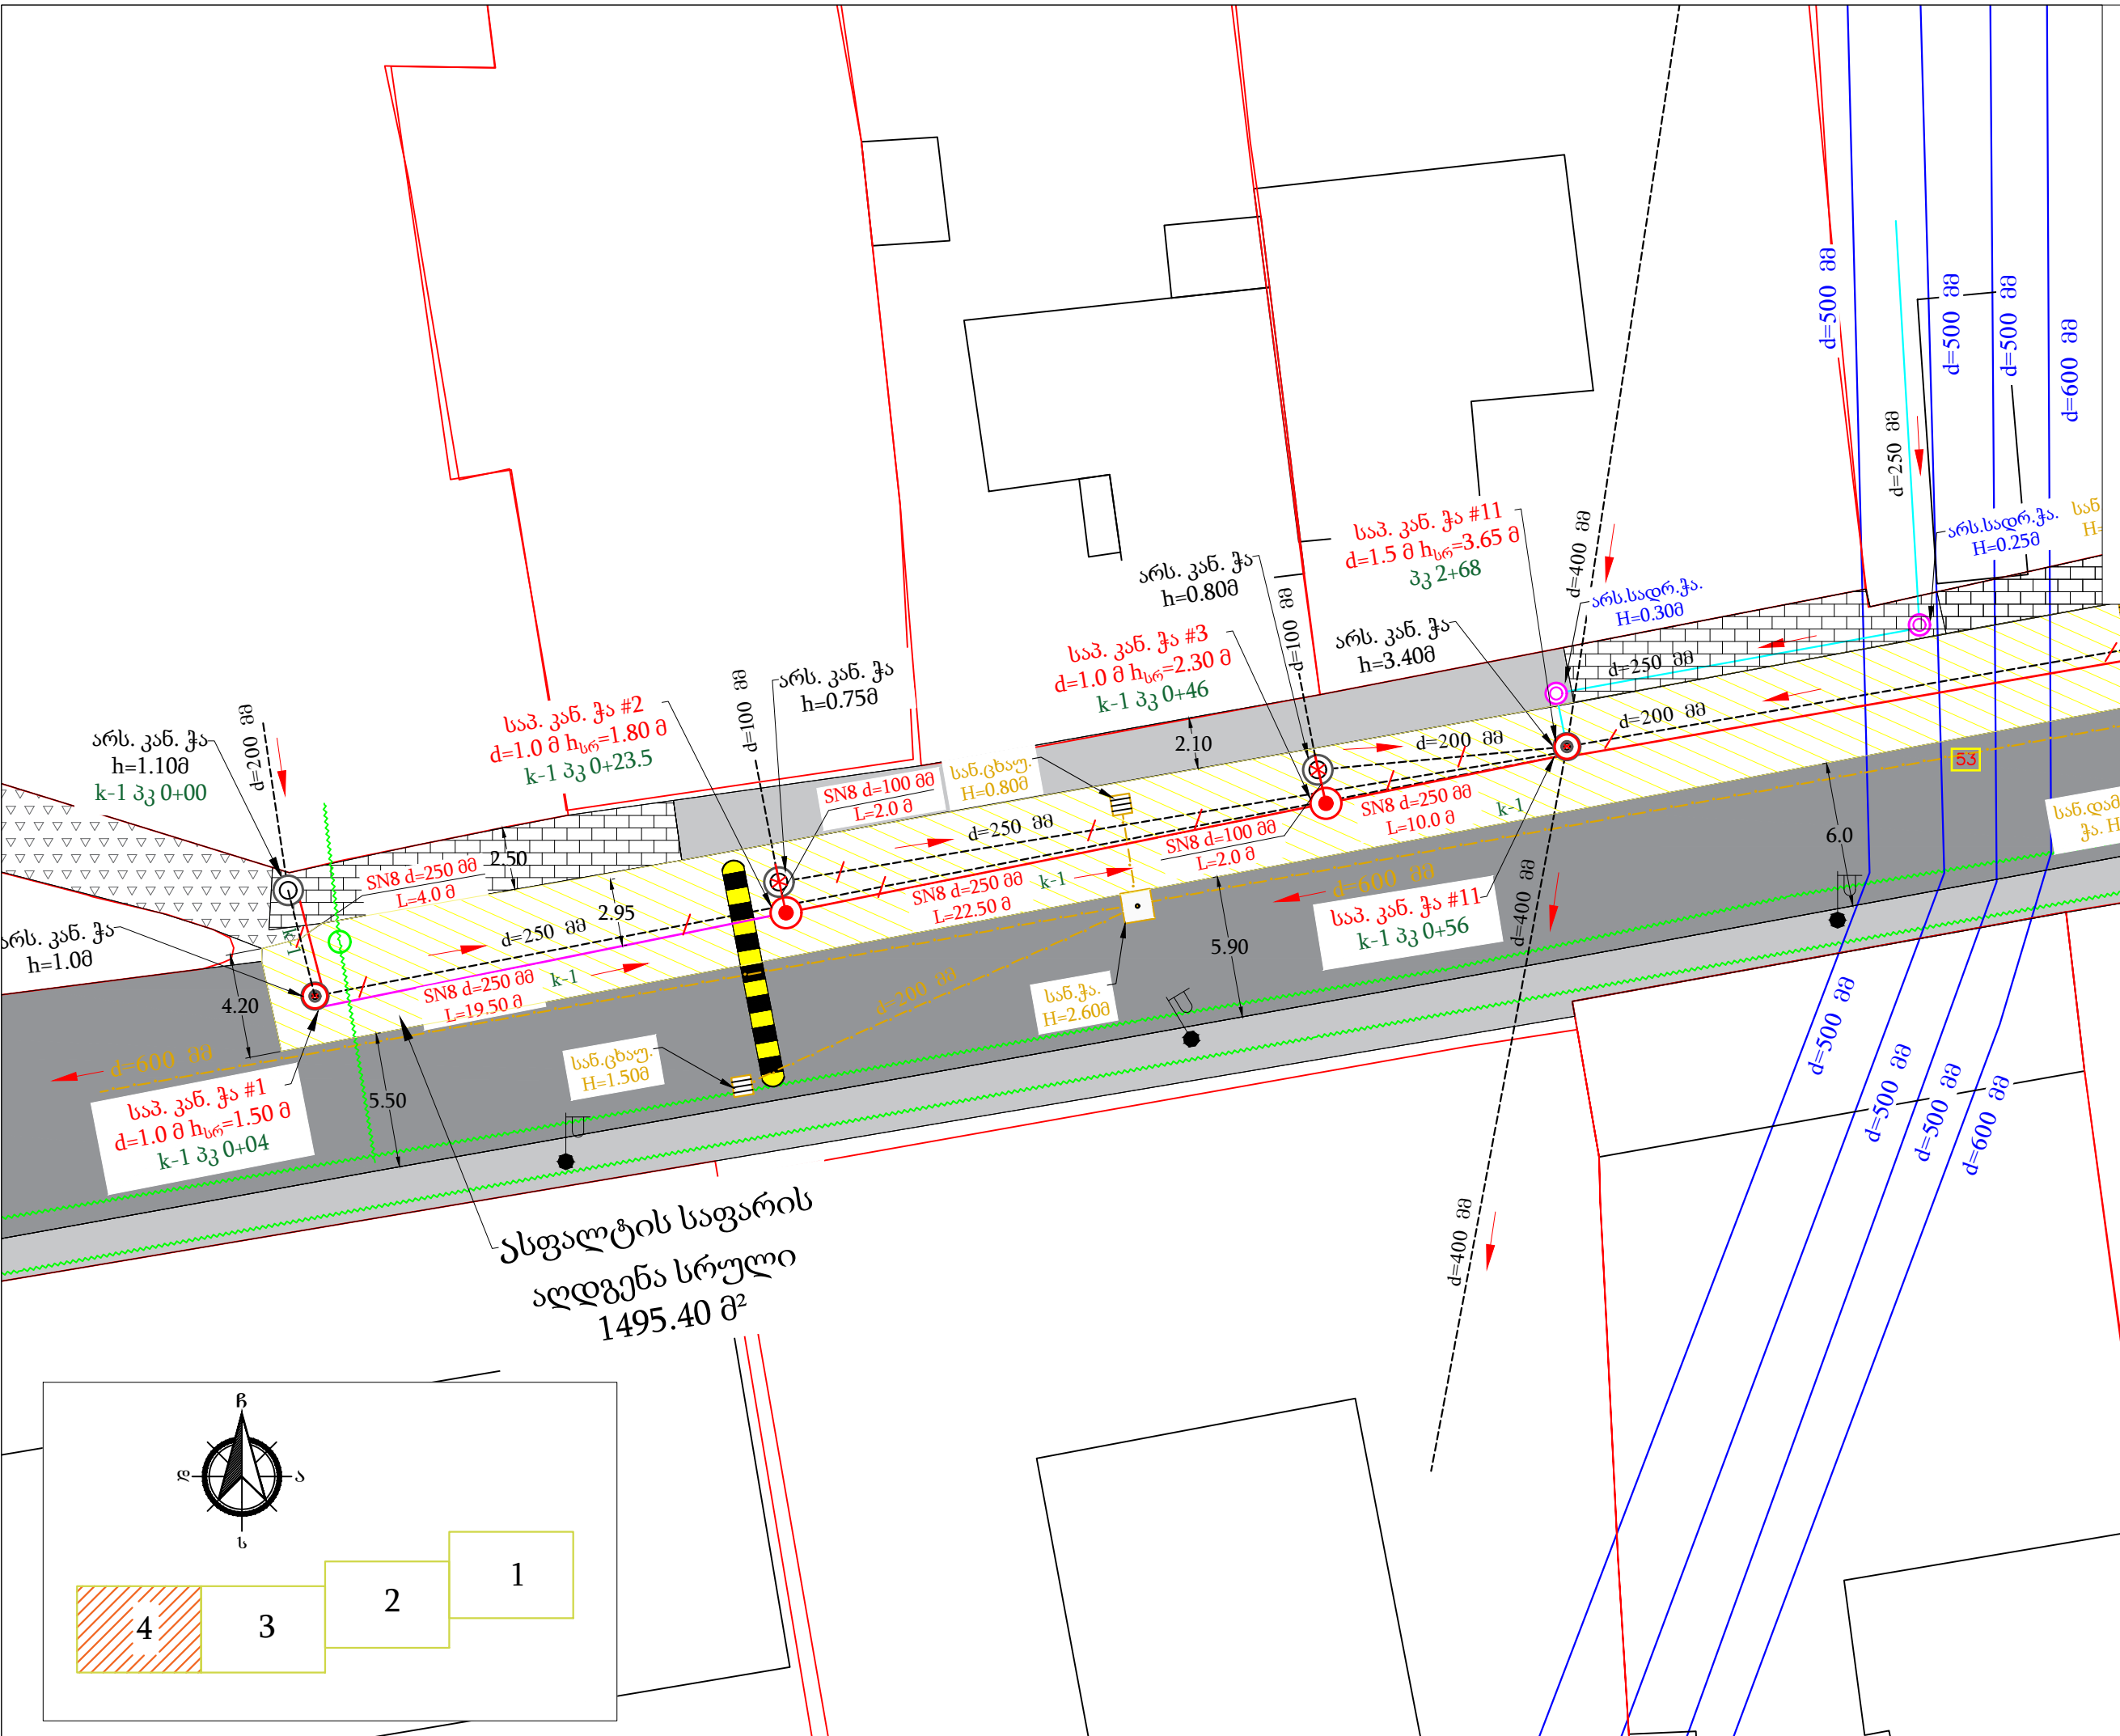 d=500 მმ
d=500 მმ
d=500 მმ
d=600 მმ
d=250 მმ
სან
H=
არს.სადრ.ჭა.
H=0.25მ
საპ. კან. ჭა #11
d=1.5 მ hსრ=3.65 მ
პკ 2+68
d=400 მმ
არს. კან. ჭა
h=0.80მ
d=100 მმ
არს.სადრ.ჭა.
H=0.30მ
არს. კან. ჭა
h=3.40მ
საპ. კან. ჭა #3
d=1.0 მ hსრ=2.30 მ
k-1 პკ 0+46
d=250 მმ
d=200 მმ
არს. კან. ჭა
h=0.75მ
d=100 მმ
საპ. კან. ჭა #2
d=1.0 მ hსრ=1.80 მ
k-1 პკ 0+23.5
d=200 მმ
არს. კან. ჭა
h=1.10მ
k-1 პკ 0+00
2.10
d=200 მმ
53
სან.ცხაურ.
H=0.80მ
SN8 d=100 მმ
L=2.0 მ
d=250 მმ
SN8 d=250 მმ
L=10.0 მ
k-1
SN8 d=100 მმ
L=2.0 მ
6.0
სან.დამ
ჭა. H
2.50
SN8 d=250 მმ
L=4.0 მ
k-1
2.95
SN8 d=250 მმ
L=22.50 მ
k-1
d=600 მმ
საპ. კან. ჭა #11
k-1 პკ 0+56
d=400 მმ
არს. კან. ჭა
h=1.0მ
d=250 მმ
5.90
SN8 d=250 მმ
L=19.50 მ
k-1
d=200 მმ
სან.ჭა.
H=2.60მ
4.20
d=600 მმ
სან.ცხაურ.
H=1.50მ
5.50
საპ. კან. ჭა #1
d=1.0 მ hსრ=1.50 მ
k-1 პკ 0+04
d=500 მმ
d=500 მმ
d=500 მმ
d=600 მმ
ასფალტის საფარის
აღდგენა სრული
1495.40 მ²
d=400 მმ
ჩ
დ
ა
ს
1
2
3
4